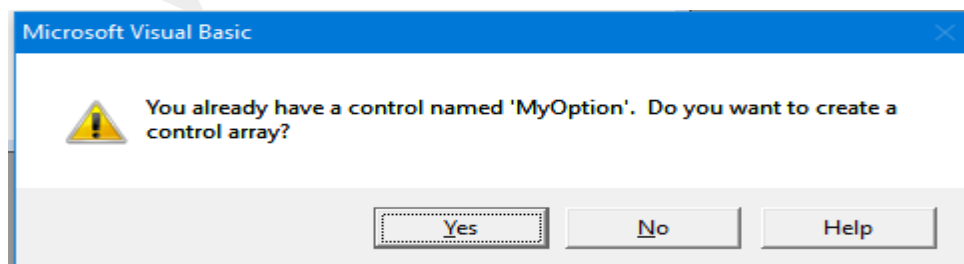 Microsoft Visual Basic
You already have a control named 'MyOption'. Do you want to create a
control array?
Yes
No
Help